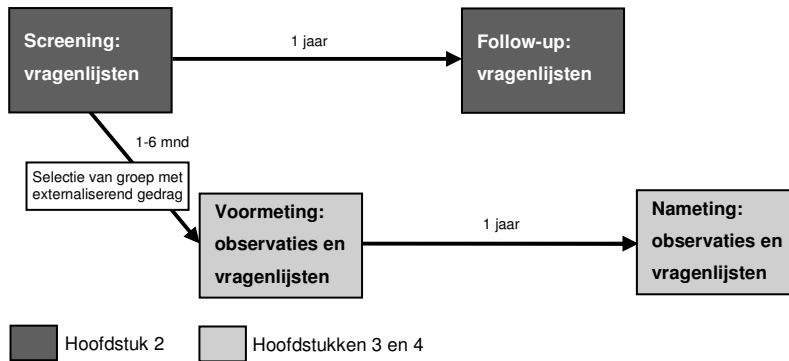 Screening:
vragenlijsten
1 jaar
Follow-up:
vragenlijsten
1-6 mnd
Selectie van groep met
externaliserend gedrag
Voormeting:
observaties en
vragenlijsten
1 jaar
Nameting:
observaties en
vragenlijsten
Hoofdstuk 2
Hoofdstukken 3 en 4